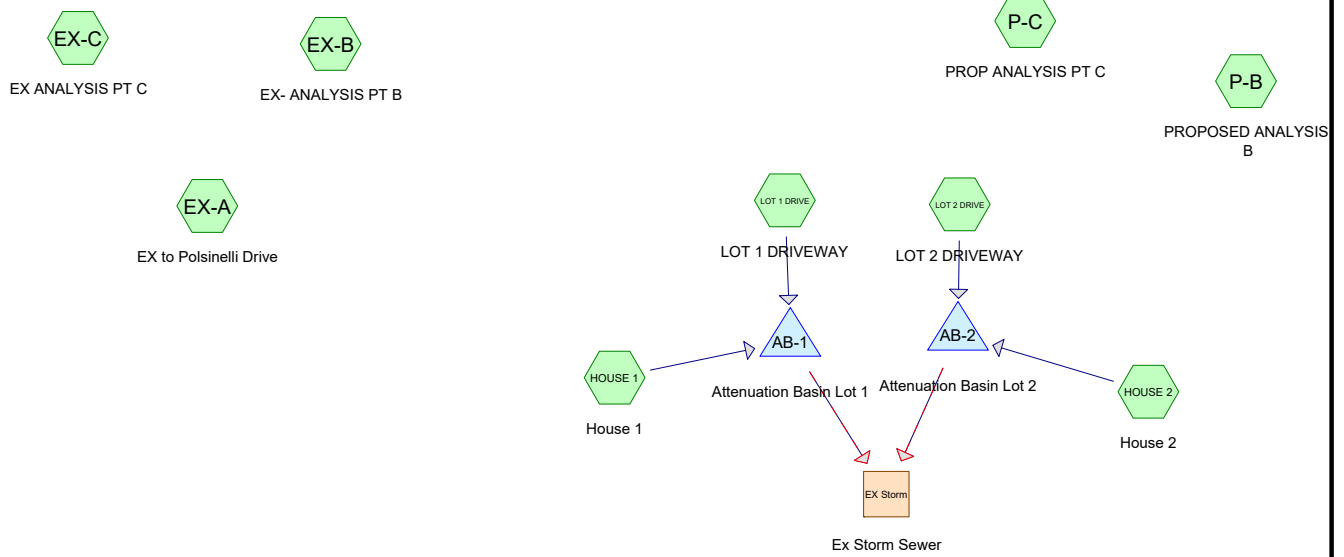 P-C
EX-C
EX-B
PROP ANALYSIS PT C
P-B
EX ANALYSIS PT C
EX- ANALYSIS PT B
PROPOSED ANALYSIS
B
LOT 1 DRIVE
LOT 2 DRIVE
EX-A
LOT 1 DRIVEWAY
LOT 2 DRIVEWAY
EX to Polsinelli Drive
AB-1
AB-2
HOUSE 1
Attenuation Basin Lot 1
Attenuation Basin Lot 2
HOUSE 2
House 1
House 2
EX Storm
Ex Storm Sewer